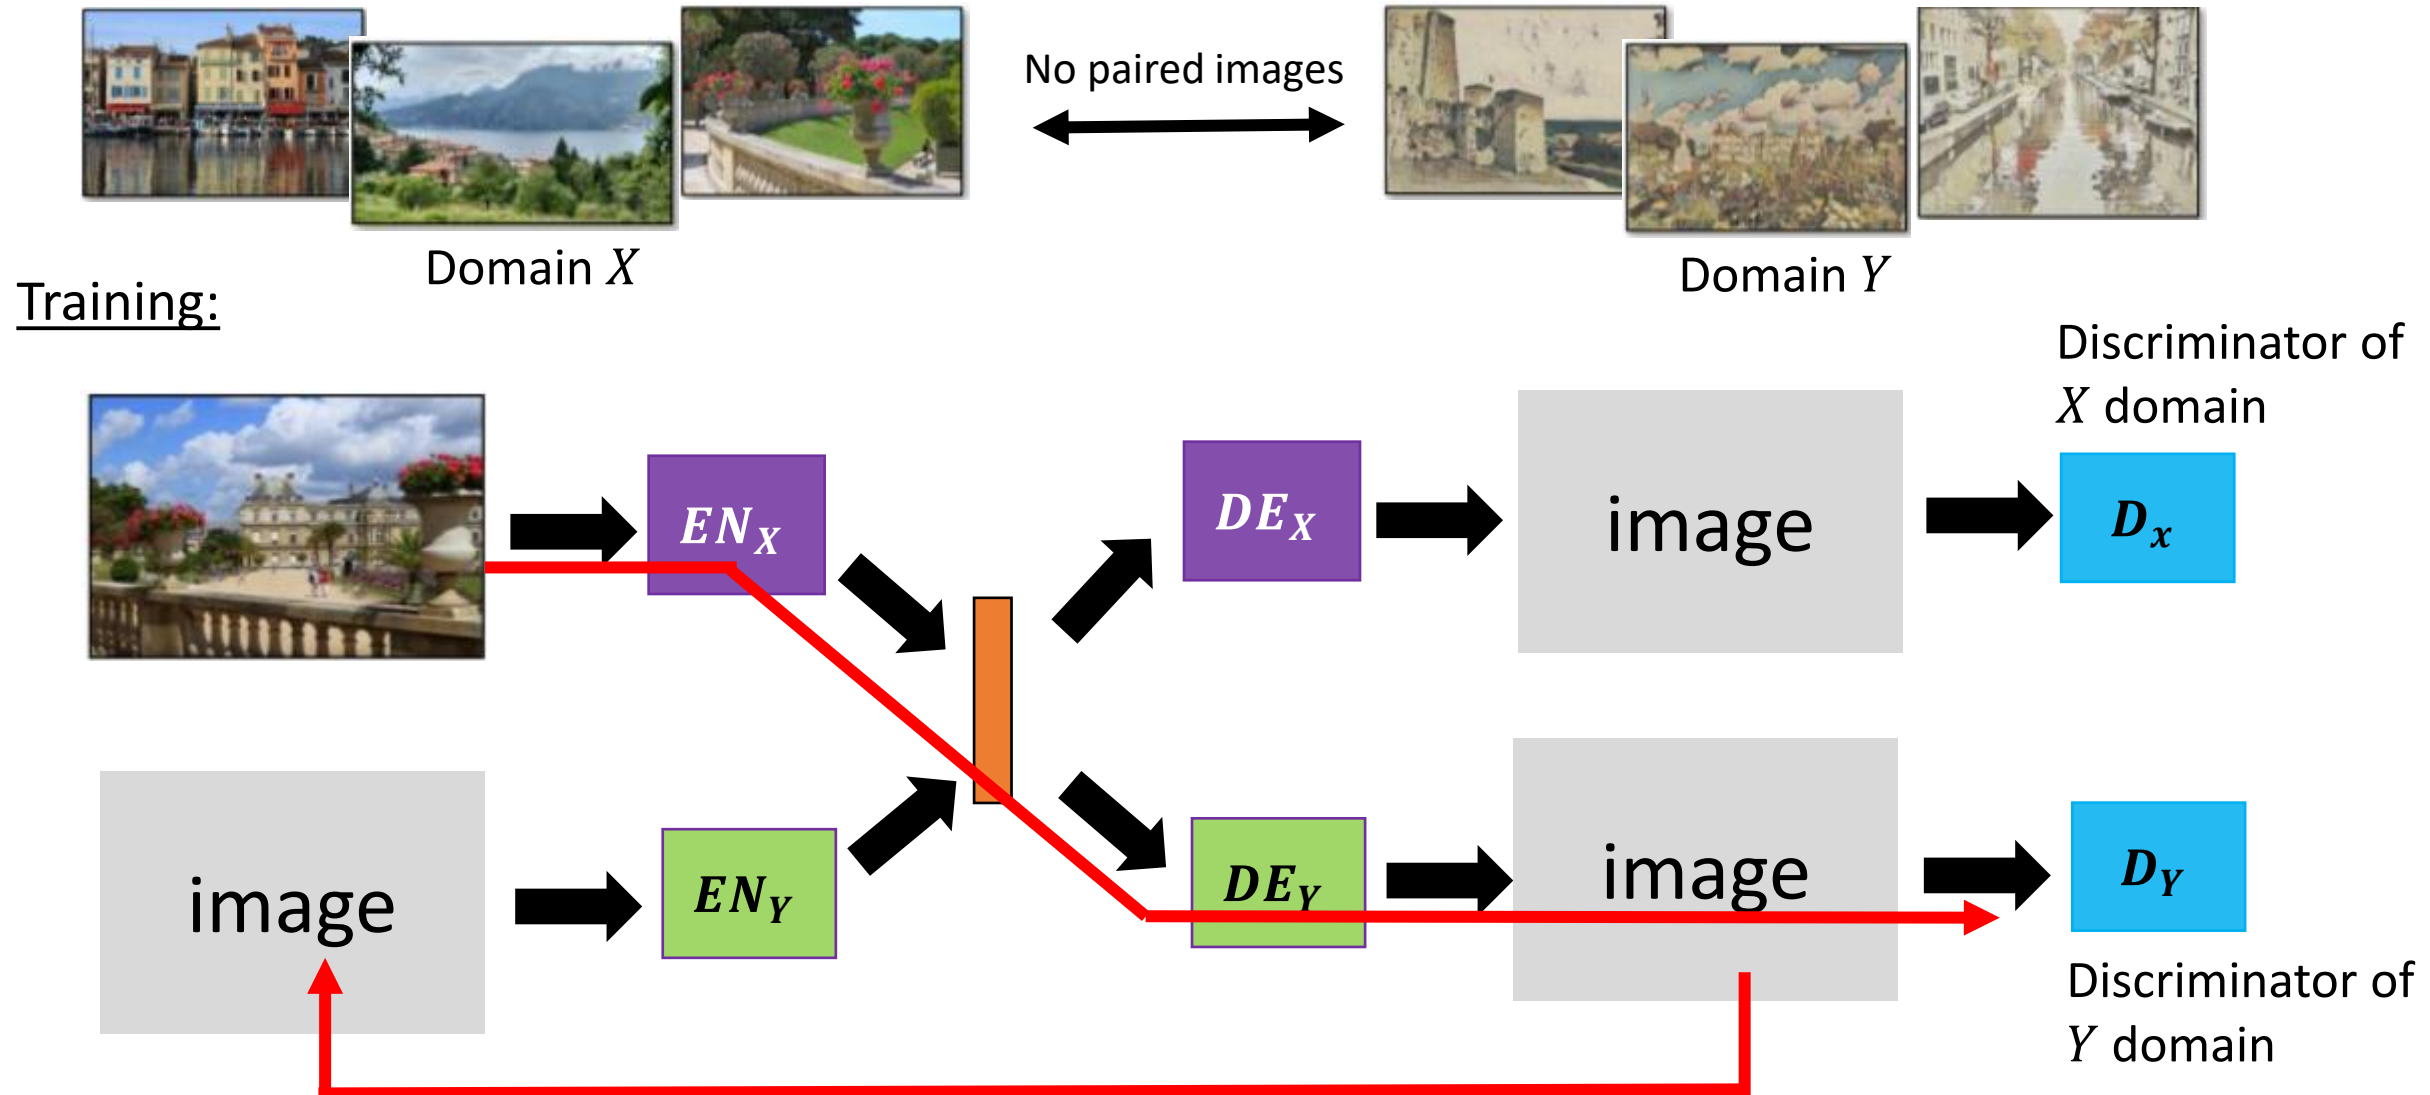 No paired images
Domain X
Domain Y
Training:
Discriminator of
X domain
EN_X
DE_X
image
D_x
image
EN_Y
DE_Y
image
D_Y
Discriminator of
Y domain